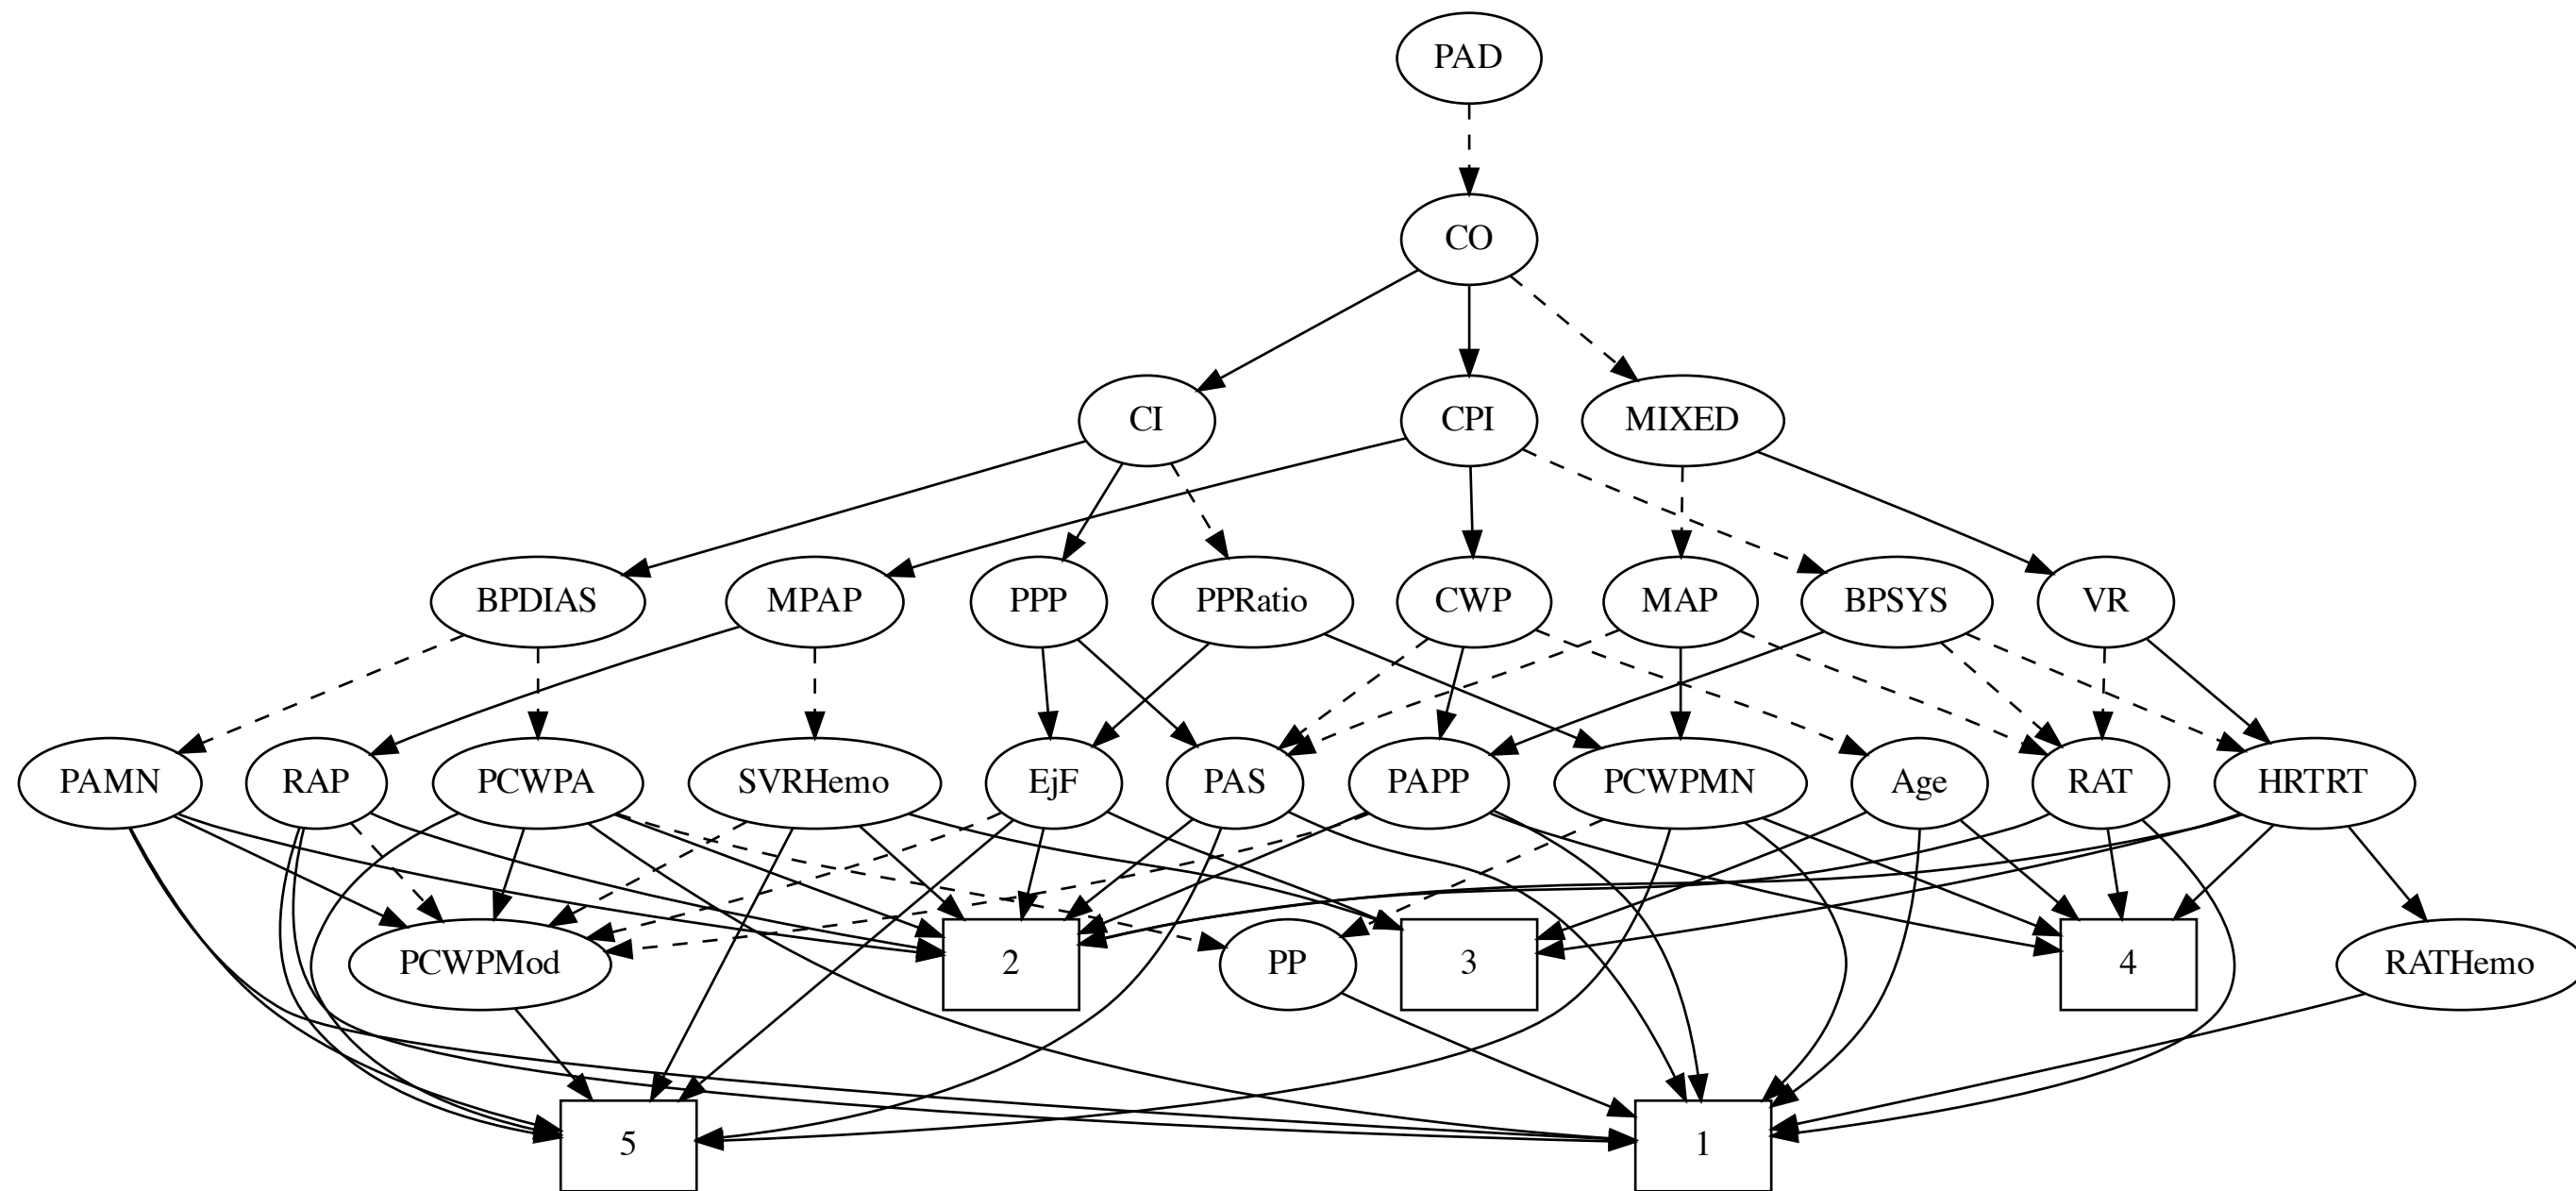 PAD
CO
CI
CPI
MIXED
BPDIAS
MPAP
PPP
PPRatio
CWP
MAP
BPSYS
VR
PAMN
RAP
PCWPA
SVRHemo
EjF
PAS
PAPP
PCWPMN
Age
RAT
HRTRT
PCWPMod
2
PP
3
4
RATHemo
5
1